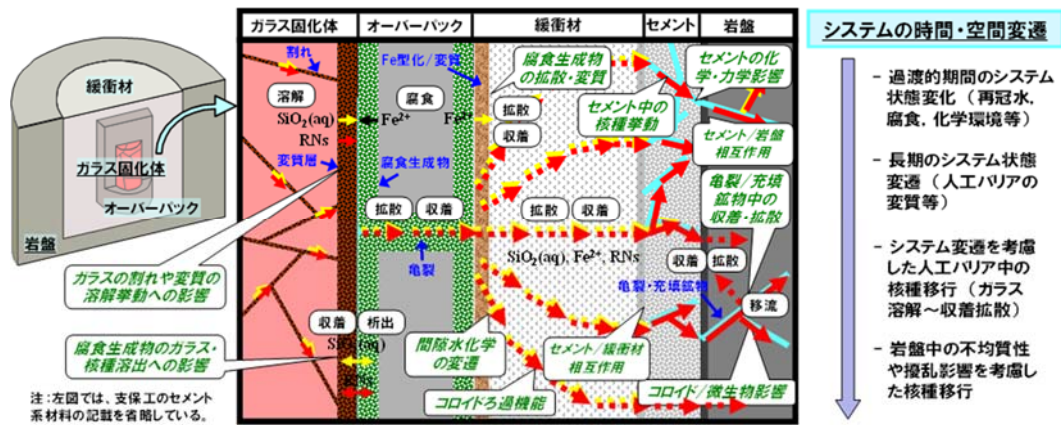 緩衝材
ガラス固化体
オーバーパック
岩盤
ガラスの割れや変質の
溶解挙動への影響
腐食生成物のガラス・
核種溶出への影響
注：左図では、支保工のセメント
系材料の記載を省略している。
ガラス固化体
オーバーパック
緩衝材
セメント
岩盤
割れ
溶解
SiO₂(aq)
RNs
変質層
収着
析出
SiO₂(aq)
RNs
Fe型化/変質
腐食
Fe²⁺
Fe²⁺
腐食生成物
拡散
収着
亀裂
腐食生成物
の拡散・変質
拡散
収着
拡散
収着
SiO₂(aq), Fe²⁺, RNs
間隙水化学
の変遷
コロイドろ過機能
セメント中の
核種挙動
セメント/緩衝材
相互作用
セメントの化
学・力学影響
セメント/岩盤
相互作用
亀裂/充填
鉱物中の
収着・拡散
収着
拡散
亀裂・充填鉱物
移流
コロイド/微生物影響
システムの時間・空間変遷
− 過渡的期間のシステム
状態変化（再冠水,
腐食, 化学環境等）
− 長期のシステム状態
変遷（人工バリアの
変質等）
− システム変遷を考慮
した人工バリア中の
核種移行（ガラス
溶解～収着拡散）
− 岩盤中の不均質性
や擾乱影響を考慮し
た核種移行